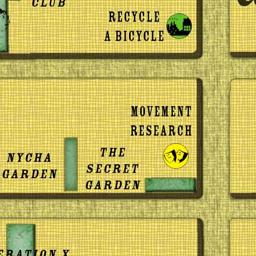 CLUB
RECYCLE
A BICYCLE
MOVEMENT
RESEARCH
NYCHA
GARDEN
THE
SECRET
GARDEN